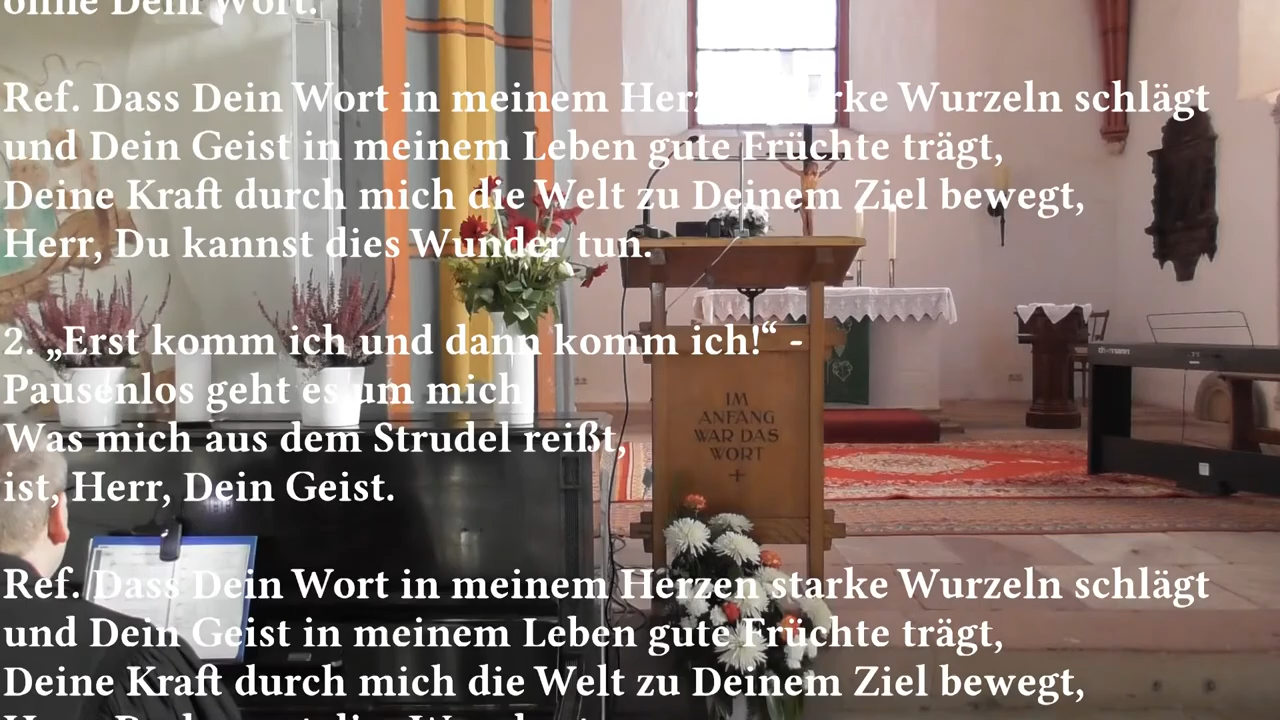 ohne Dein Wort.
Ref. Dass Dein Wort in meinem Herzen starke Wurzeln schlägt
und Dein Geist in meinem Leben gute Früchte trägt,
Deine Kraft durch mich die Welt zu Deinem Ziel bewegt,
Herr, Du kannst dies Wunder tun.
2. „Erst komm ich und dann komm ich!“ -
Pausenlos geht es um mich
Was mich aus dem Strudel reißt,
ist, Herr, Dein Geist.
IM
ANFANG
WAR DAS
WORT
Ref. Dass Dein Wort in meinem Herzen starke Wurzeln schlägt
und Dein Geist in meinem Leben gute Früchte trägt,
Deine Kraft durch mich die Welt zu Deinem Ziel bewegt,